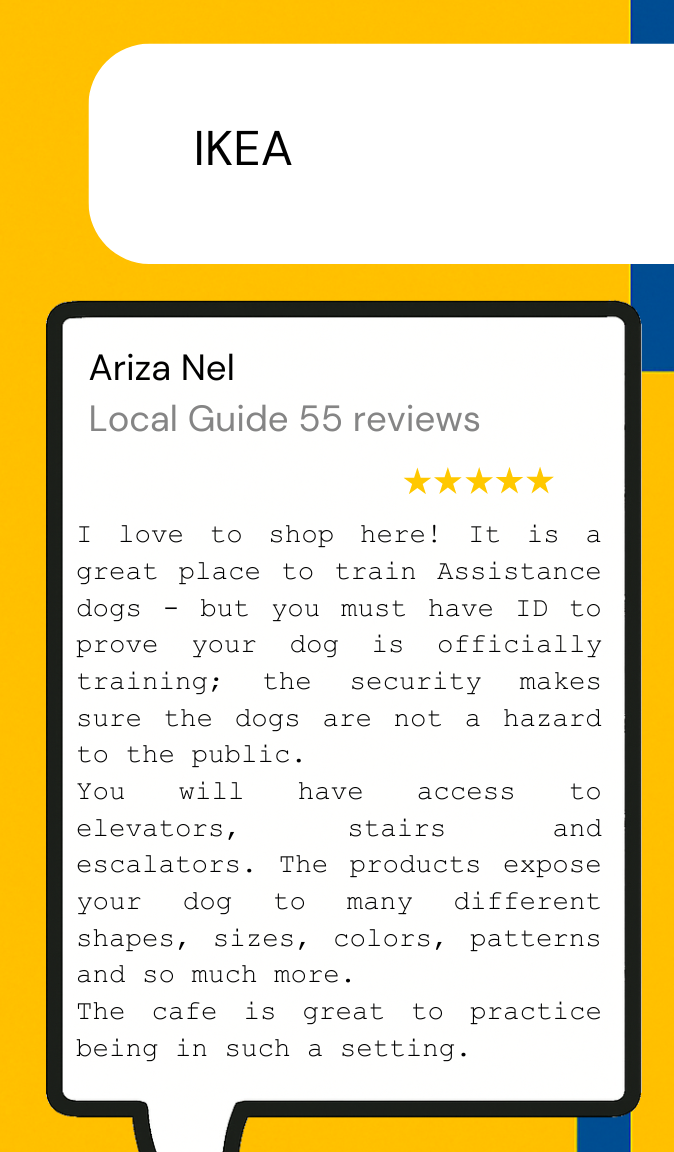 IKEA
Ariza Nel
Local Guide 55 reviews
I love to shop here! It is a
great place to train Assistance
dogs - but you must have ID to
prove your dog is officially
training; the security makes
sure the dogs are not a hazard
to the public.
You will have access to
elevators, stairs and
escalators. The products expose
your dog to many different
shapes, sizes, colors, patterns
and so much more.
The cafe is great to practice
being in such a setting.